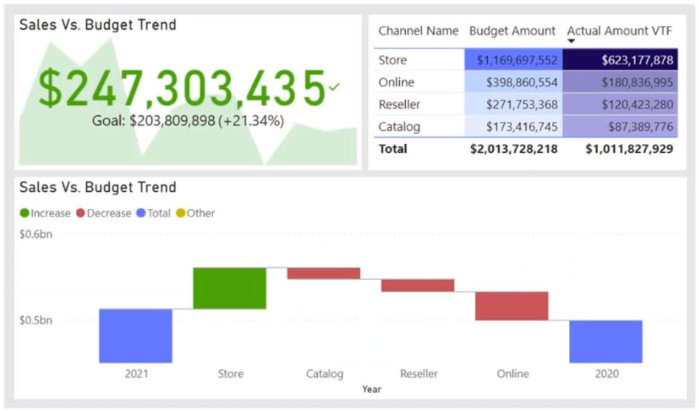 Sales Vs. Budget Trend
$247,303,435
Goal: $203,809,898 (+21.34%)
Channel Name Budget Amount Actual Amount VTF
Store $1,169,697,552 $623,177,878
Online $398,860,554 $180,836,995
Reseller $271,753,368 $120,423,280
Catalog $173,416,745 $87,389,776
Total $2,013,728,218 $1,011,827,929
Sales Vs. Budget Trend
Increase Decrease Total Other
$0.6bn
$0.5bn
2021 Store Catalog Reseller Online 2020
Year